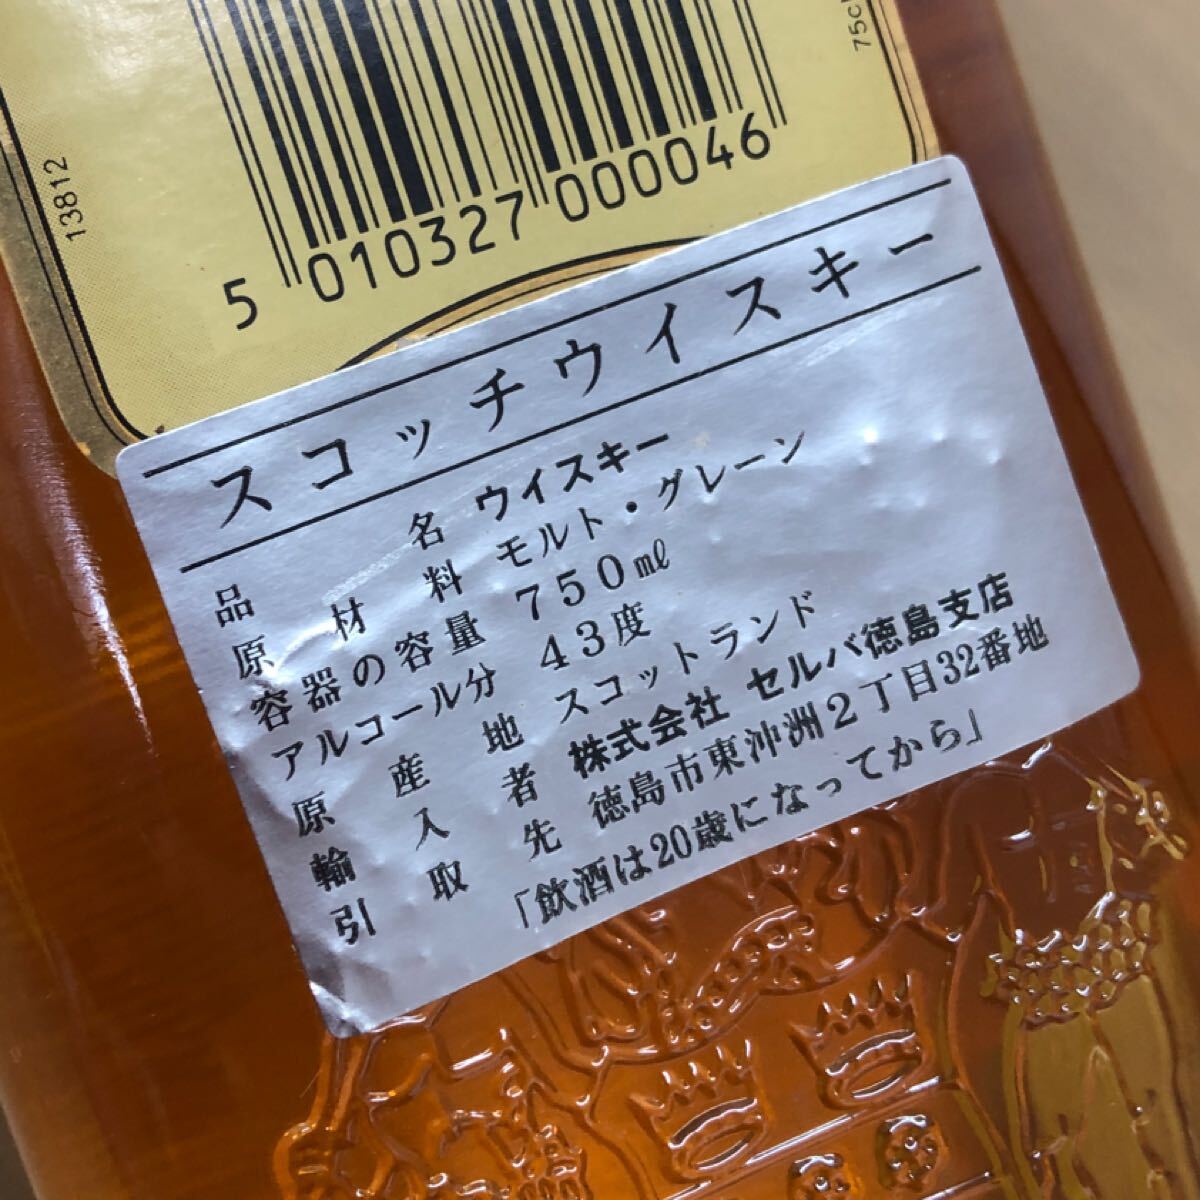 75c
13812
5 010327 000046
スコッチウイスキー
品名 ウイスキー
原材料 モルト・グレーン
容器の容量 750㎖
アルコール分 43度
原産地 スコットランド
輸入者 株式会社 セルバ徳島支店
引取先 徳島市東沖洲2丁目32番地
「飲酒は20歳になってから」